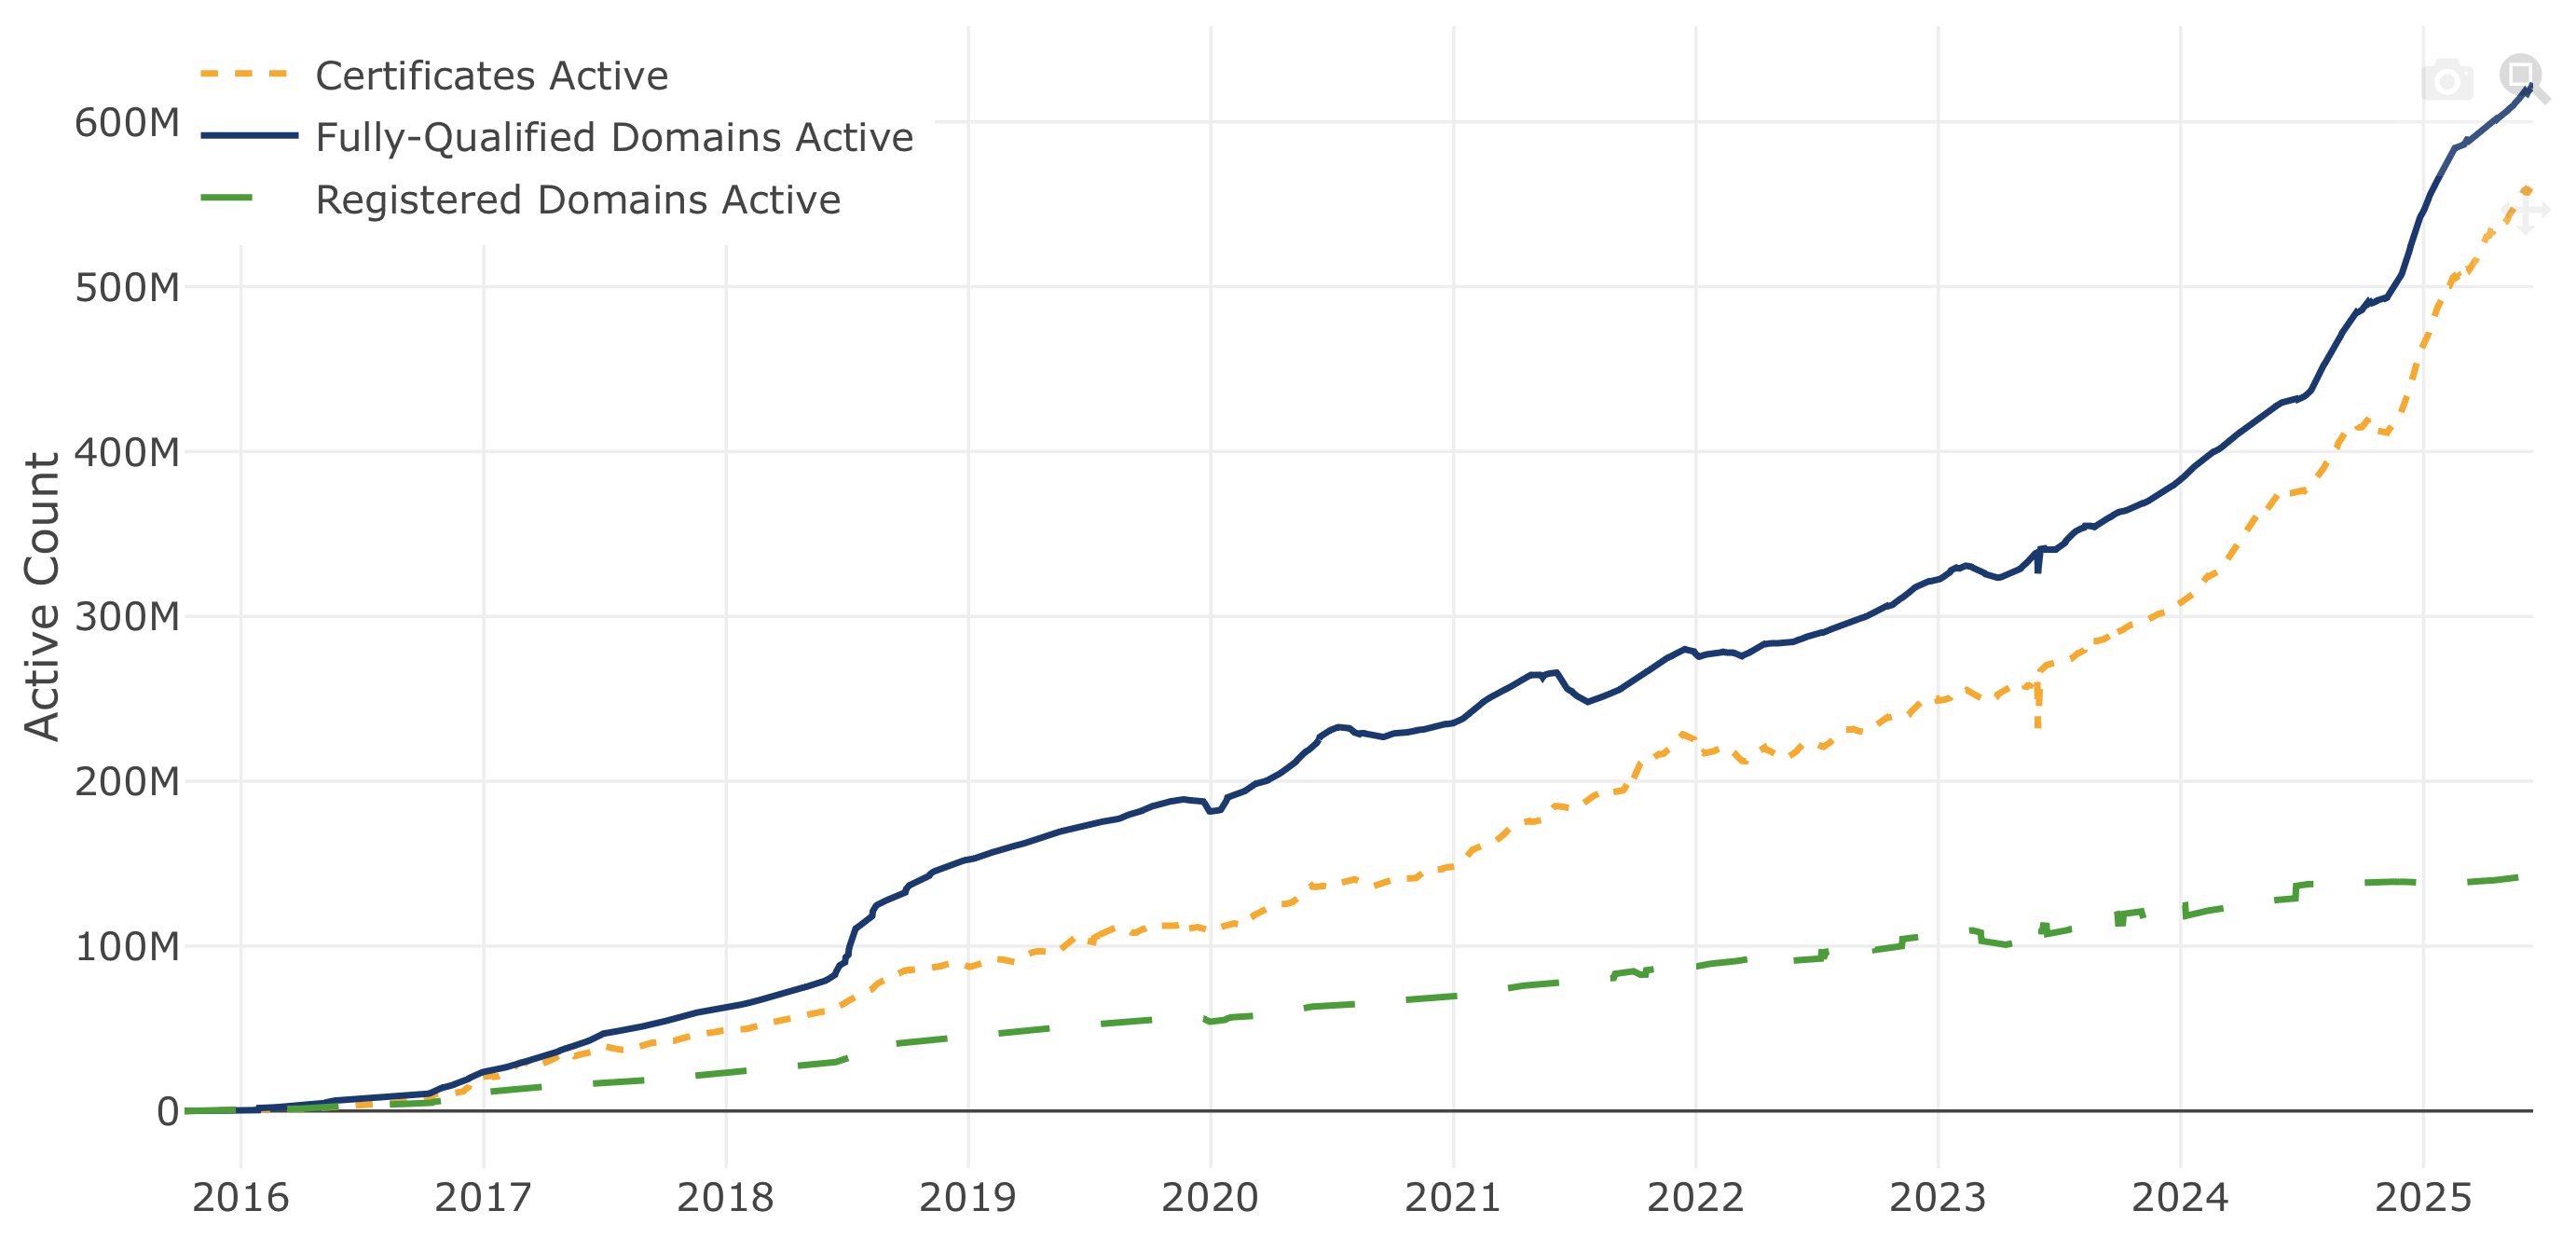 Certificates Active
Fully-Qualified Domains Active
Registered Domains Active
Active Count
600M
500M
400M
300M
200M
100M
0
2016 2017 2018 2019 2020 2021 2022 2023 2024 2025